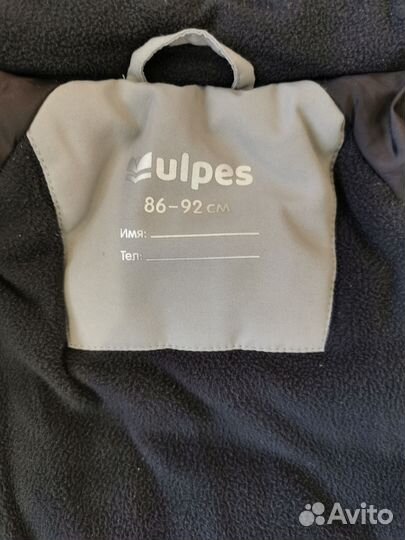 ulpes
86–92 см
Имя:
Тел:
Avito